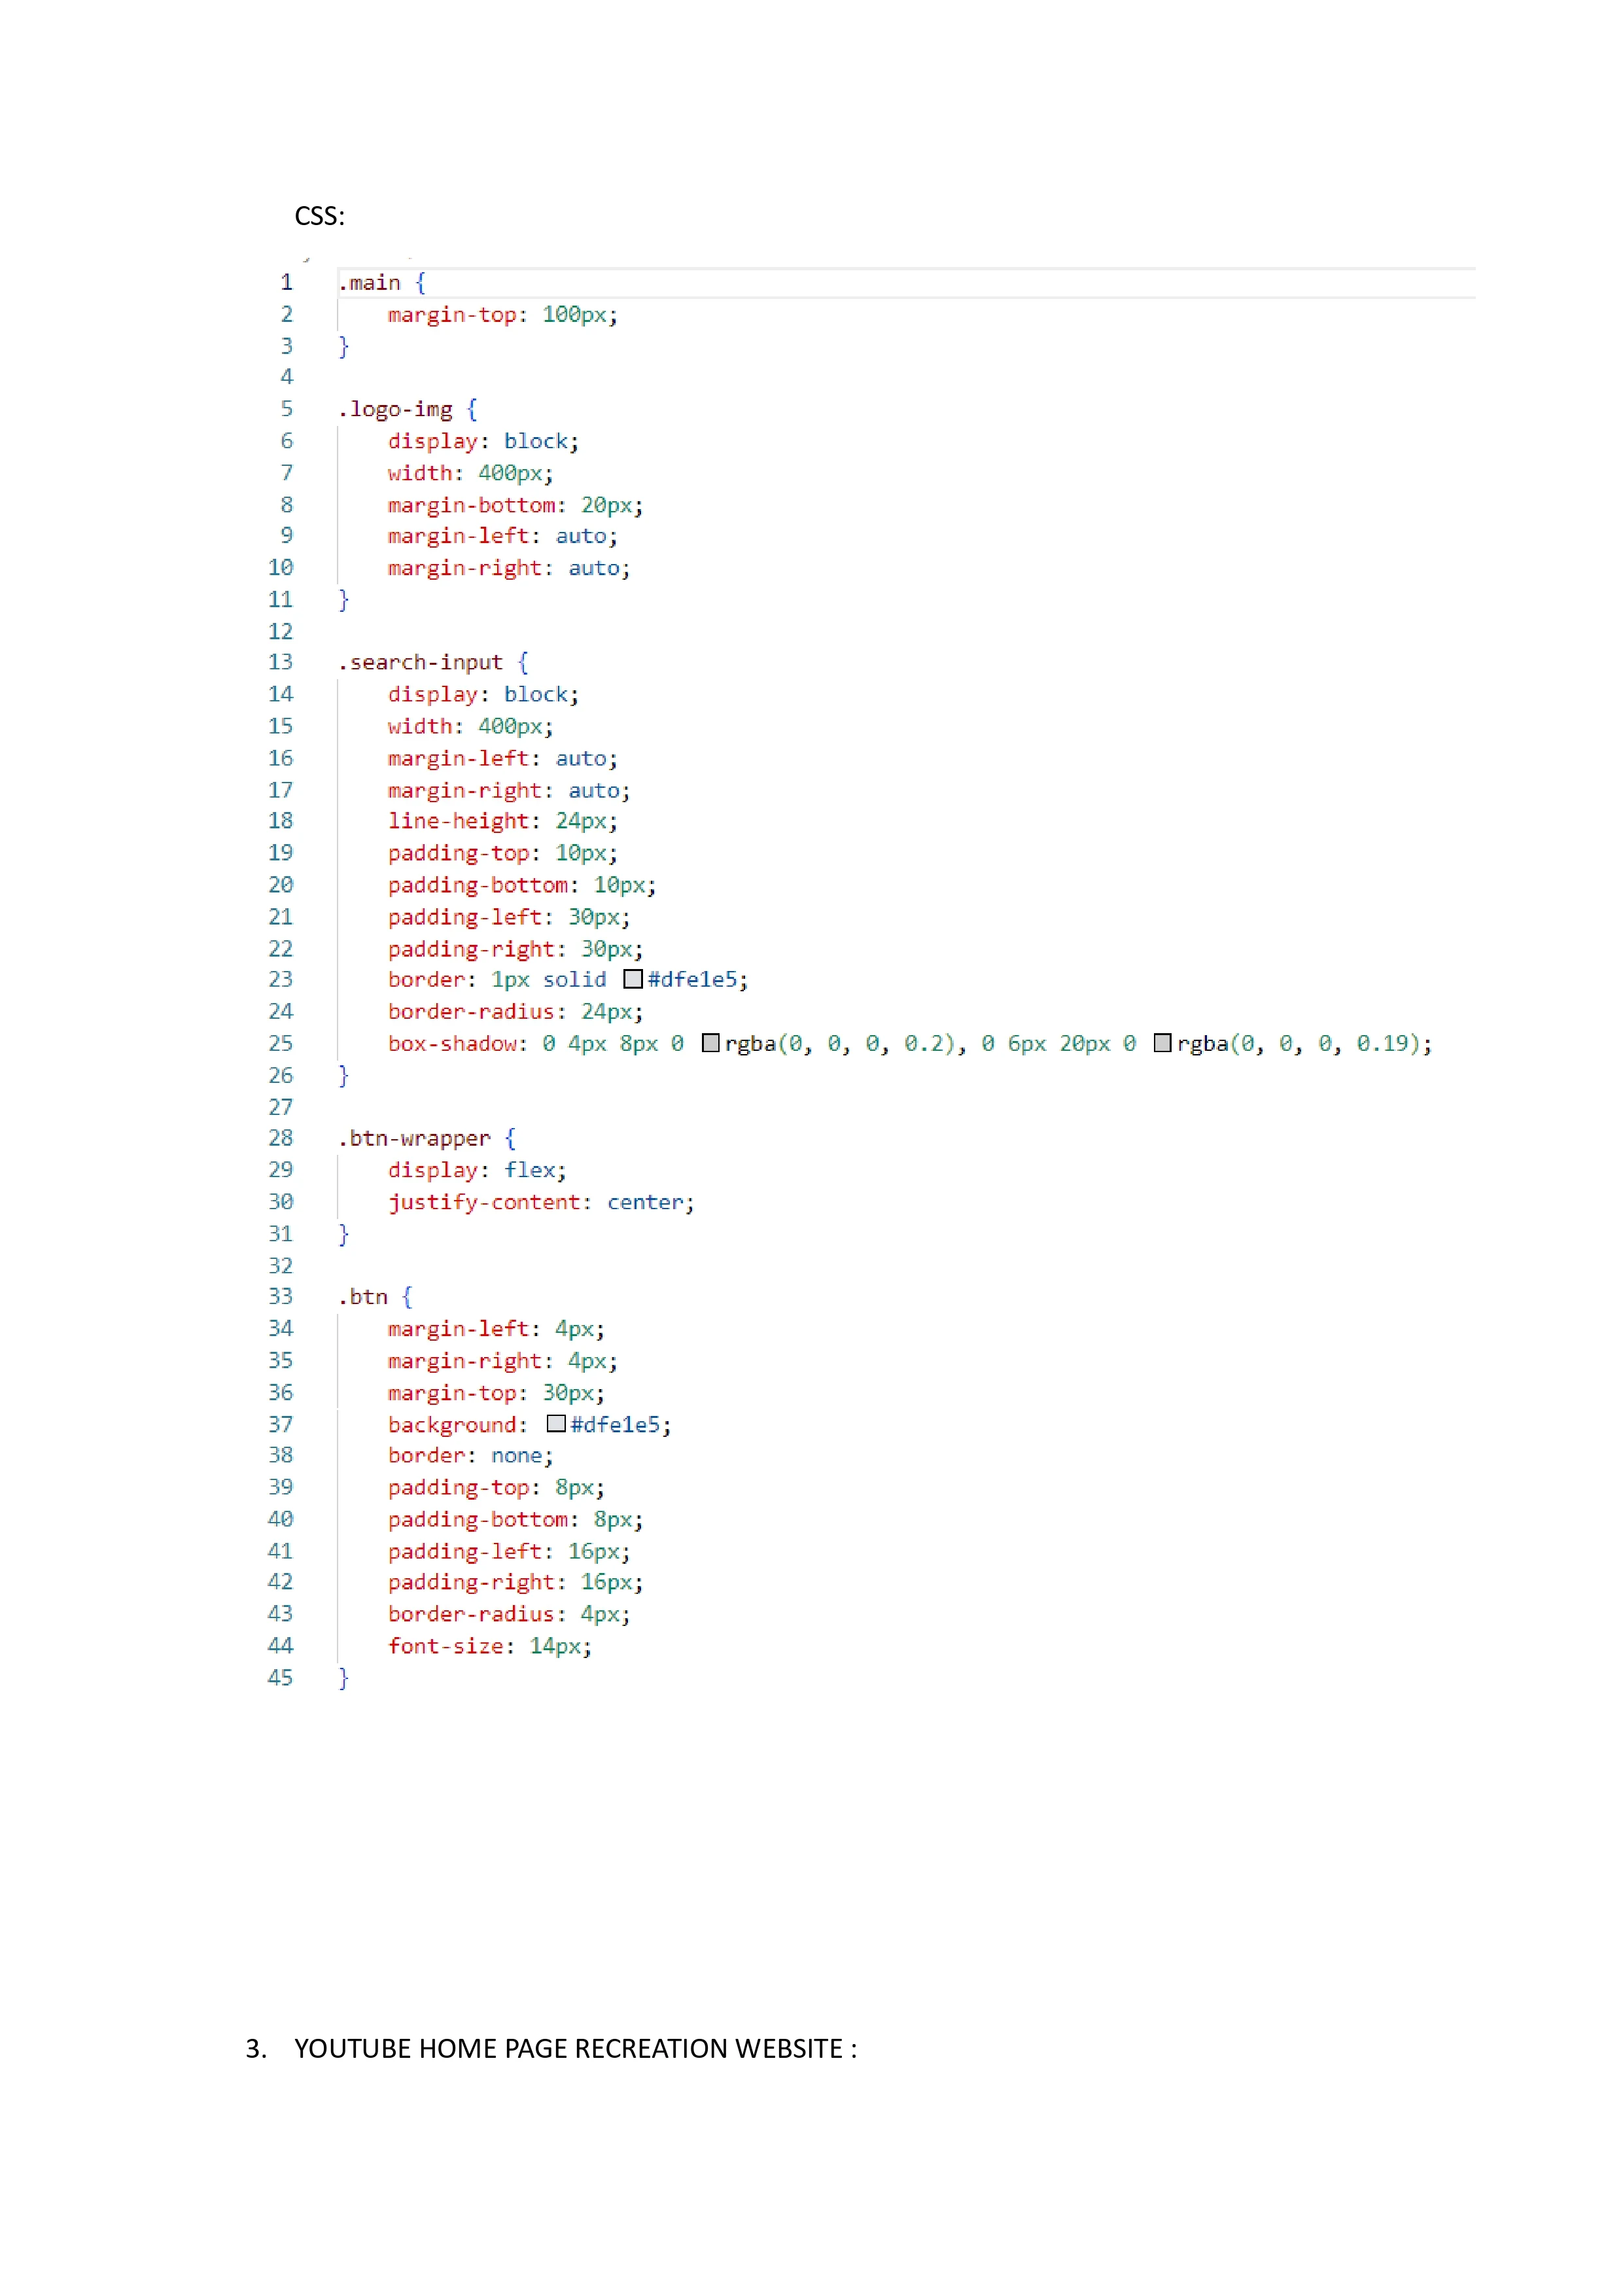 CSS:
1 .main {
2 margin-top: 100px;
3 }
4
5 .logo-img {
6 display: block;
7 width: 400px;
8 margin-bottom: 20px;
9 margin-left: auto;
10 margin-right: auto;
11 }
12
13 .search-input {
14 display: block;
15 width: 400px;
16 margin-left: auto;
17 margin-right: auto;
18 line-height: 24px;
19 padding-top: 10px;
20 padding-bottom: 10px;
21 padding-left: 30px;
22 padding-right: 30px;
23 border: 1px solid #dfe1e5;
24 border-radius: 24px;
25 box-shadow: 0 4px 8px 0 rgba(0, 0, 0, 0.2), 0 6px 20px 0 rgba(0, 0, 0, 0.19);
26 }
27
28 .btn-wrapper {
29 display: flex;
30 justify-content: center;
31 }
32
33 .btn {
34 margin-left: 4px;
35 margin-right: 4px;
36 margin-top: 30px;
37 background: #dfe1e5;
38 border: none;
39 padding-top: 8px;
40 padding-bottom: 8px;
41 padding-left: 16px;
42 padding-right: 16px;
43 border-radius: 4px;
44 font-size: 14px;
45 }
3. YOUTUBE HOME PAGE RECREATION WEBSITE :